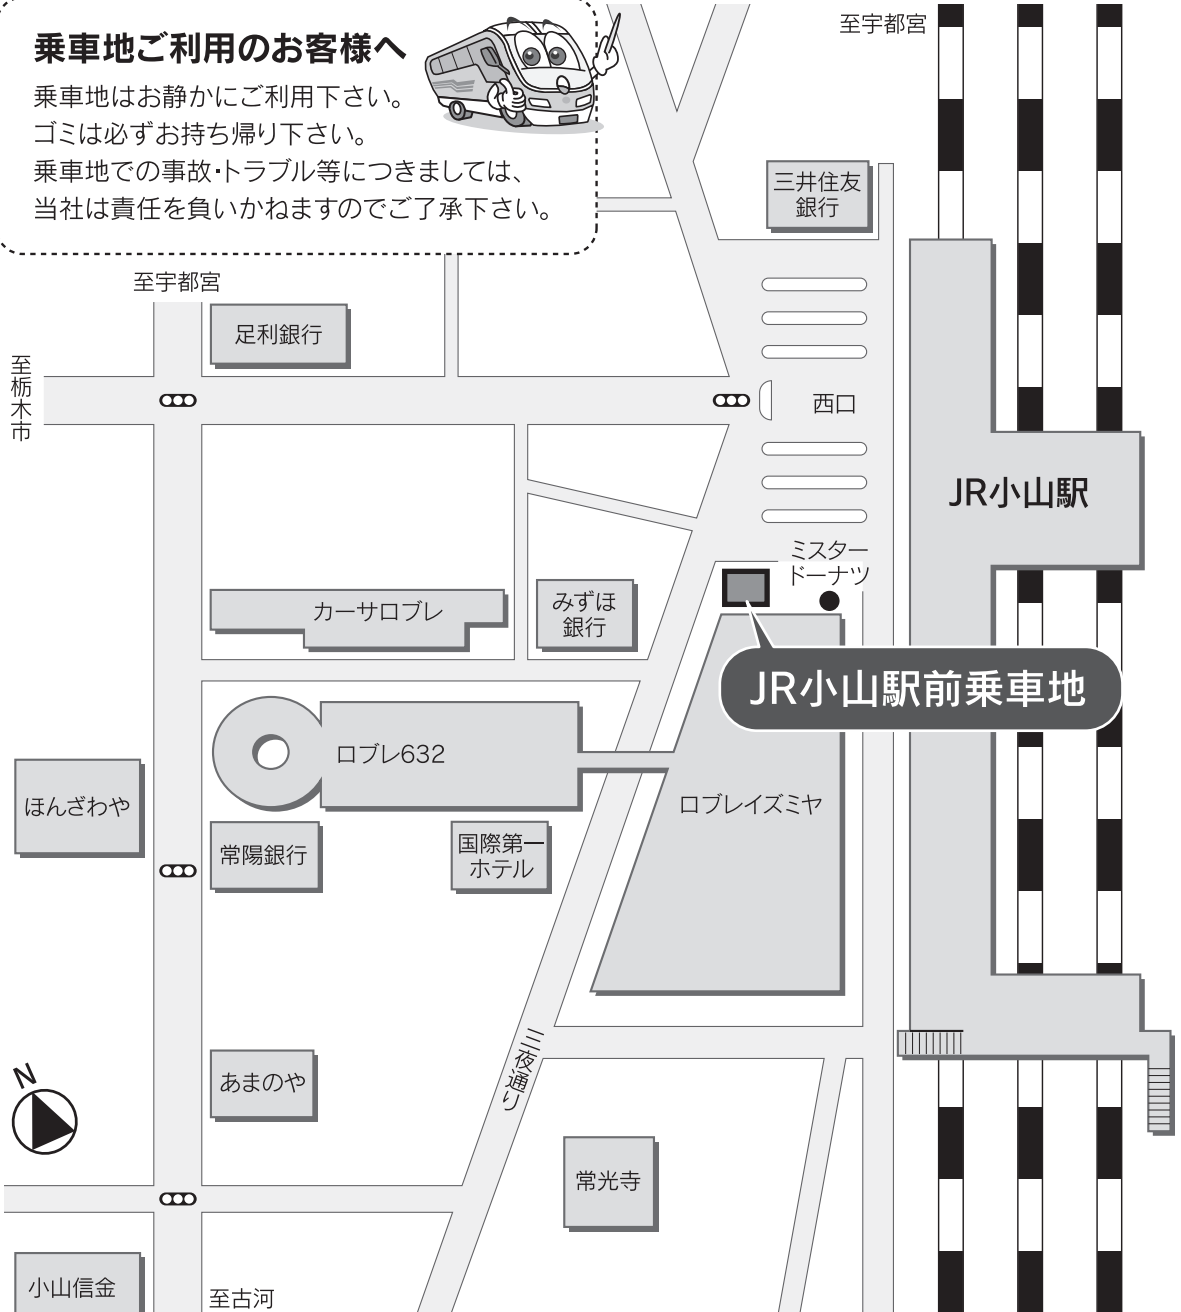 乗車地ご利用のお客様へ
乗車地はお静かにご利用下さい。
ゴミは必ずお持ち帰り下さい。
乗車地での事故･トラブル等につきましては、
当社は責任を負いかねますのでご了承下さい。
至宇都宮
三井住友
銀行
至宇都宮
足利銀行
至栃木市
西口
JR小山駅
ミスター
ドーナツ
カーサロブレ
みずほ
銀行
JR小山駅前乗車地
ロブレ632
ロブレイズミヤ
ほんざわや
常陽銀行
国際第一
ホテル
三夜通り
N
あまのや
常光寺
小山信金
至古河